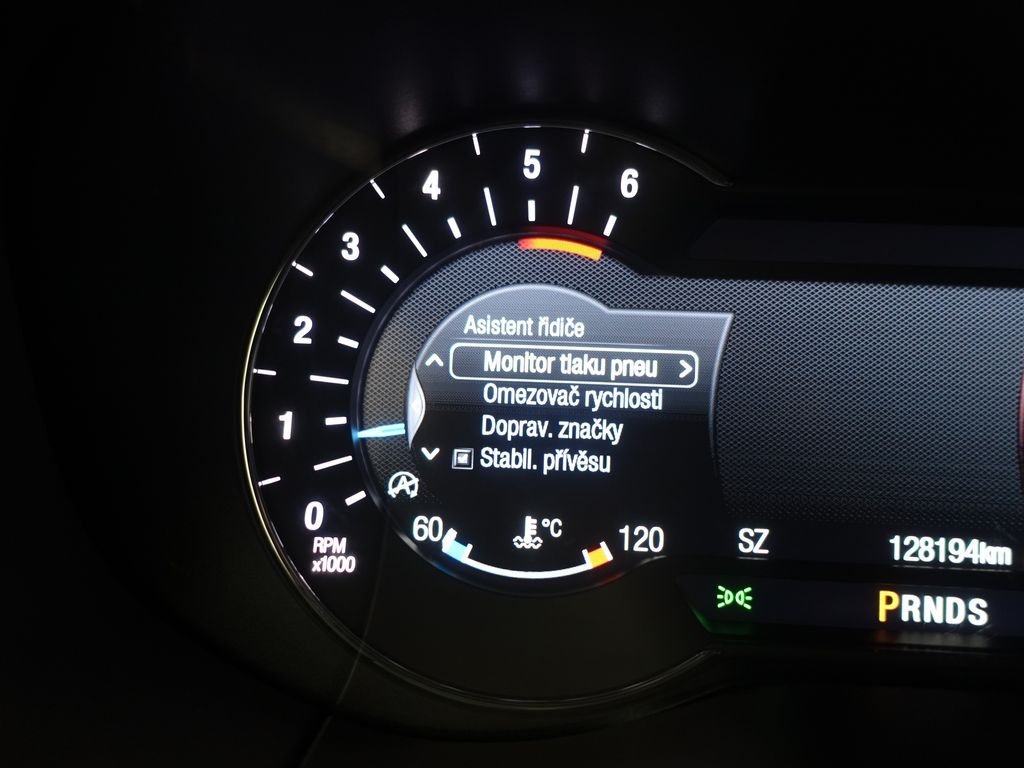 6
5
4
3
2
1
0
RPM
x1000
Asistent řidiče
Monitor tlaku pneu >
Omezovač rychlosti
Doprav. značky
Stabil. přívěsu
A
60 °C 120
SZ 128194km
PRNDS